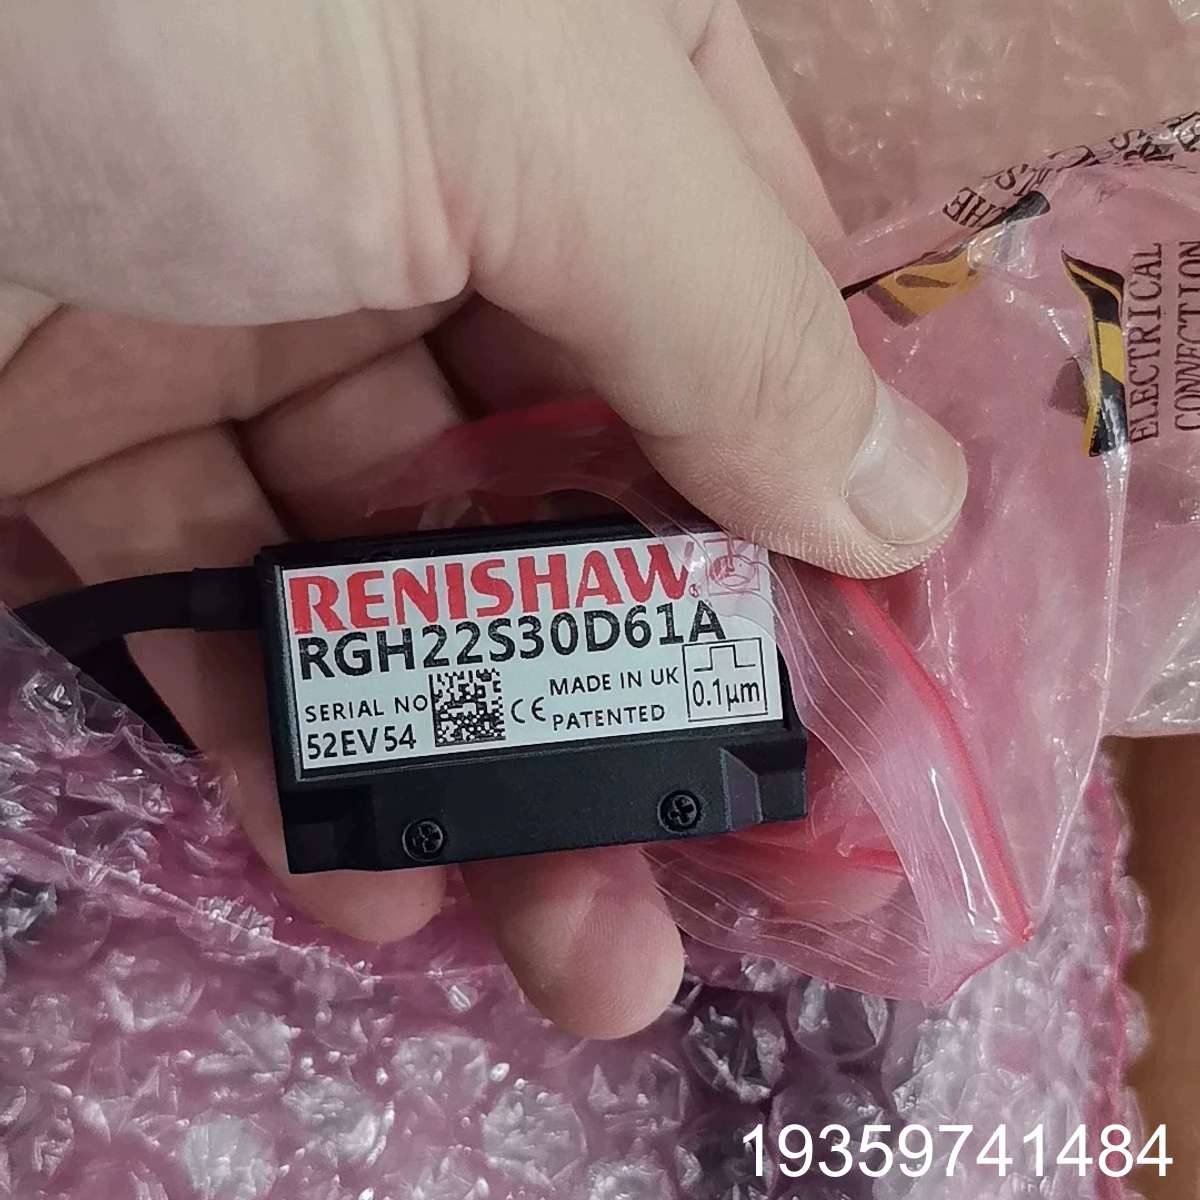 ELECTRICAL
CONNECTION
RENISHAW®
RGH22S30D61A
SERIAL NO
52EV54
CE
MADE IN UK
PATENTED
0.1µm
19359741484